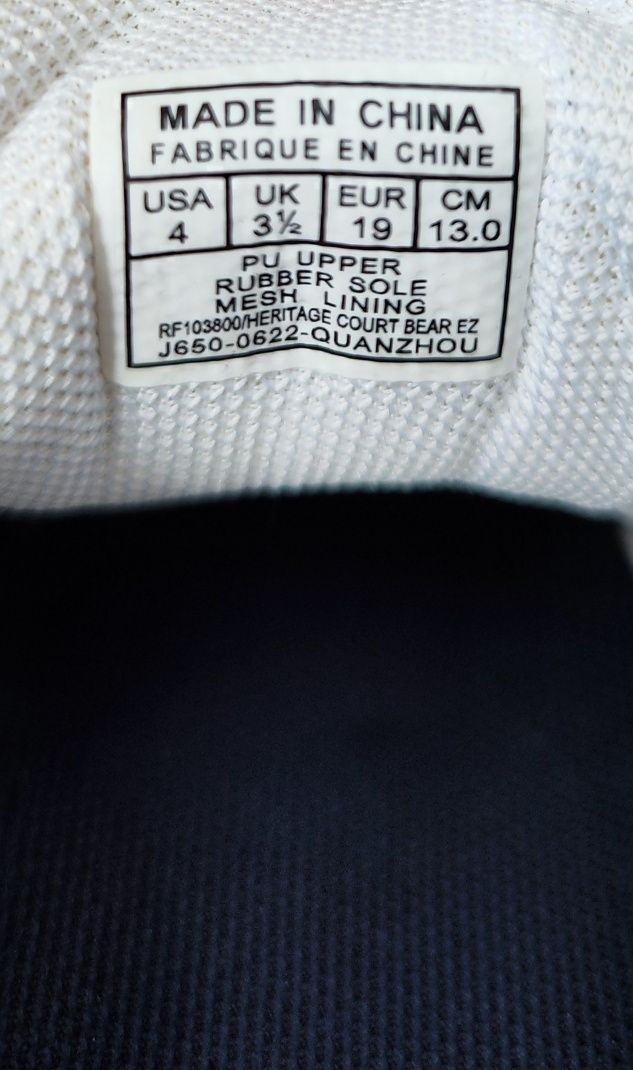 MADE IN CHINA
FABRIQUE EN CHINE
USA UK EUR CM
4 3½ 19 13.0
PU UPPER
RUBBER SOLE
MESH LINING
RF103800/HERITAGE COURT BEAR EZ
J650-0622-QUANZHOU